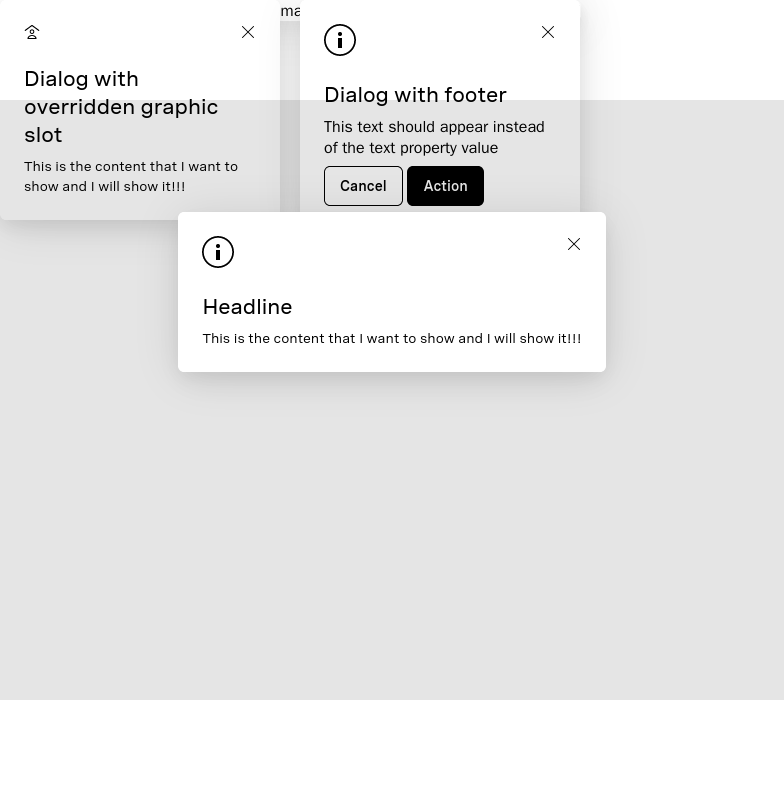 ma
Dialog with
overridden graphic
slot
This is the content that I want to
show and I will show it!!!
Dialog with footer
This text should appear instead
of the text property value
Cancel Action
Headline
This is the content that I want to show and I will show it!!!